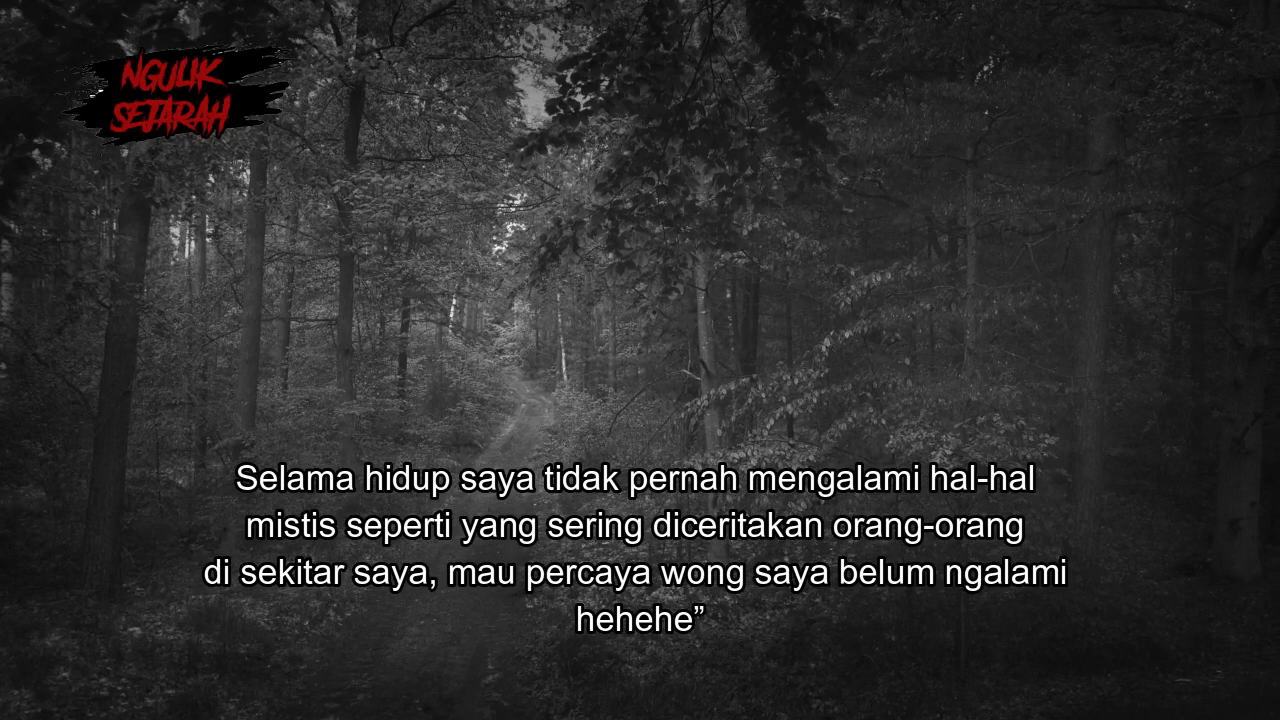 NGULIK
SEJARAH
Selama hidup saya tidak pernah mengalami hal-hal
mistis seperti yang sering diceritakan orang-orang
di sekitar saya, mau percaya wong saya belum ngalami
hehehe”